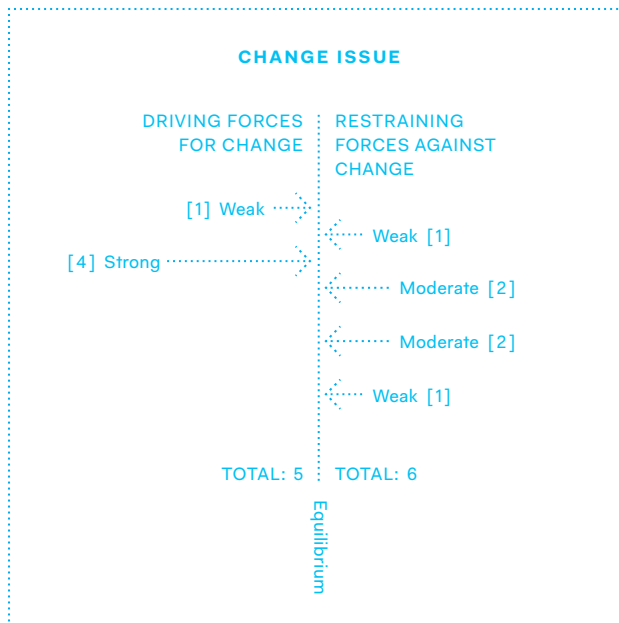 CHANGE ISSUE
DRIVING FORCES
FOR CHANGE
RESTRAINING
FORCES AGAINST
CHANGE
[1] Weak
Weak [1]
[4] Strong
Moderate [2]
Moderate [2]
Weak [1]
TOTAL: 5
TOTAL: 6
Equilibrium